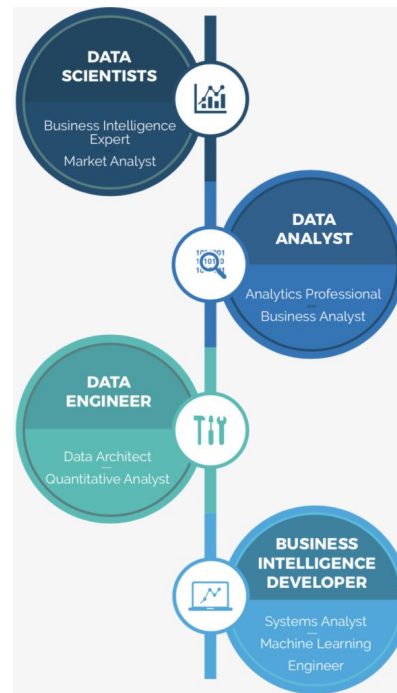 DATA
SCIENTISTS
Business Intelligence
Expert
Market Analyst
DATA
ANALYST
Analytics Professional
Business Analyst
DATA
ENGINEER
Data Architect
Quantitative Analyst
BUSINESS
INTELLIGENCE
DEVELOPER
Systems Analyst
Machine Learning
Engineer